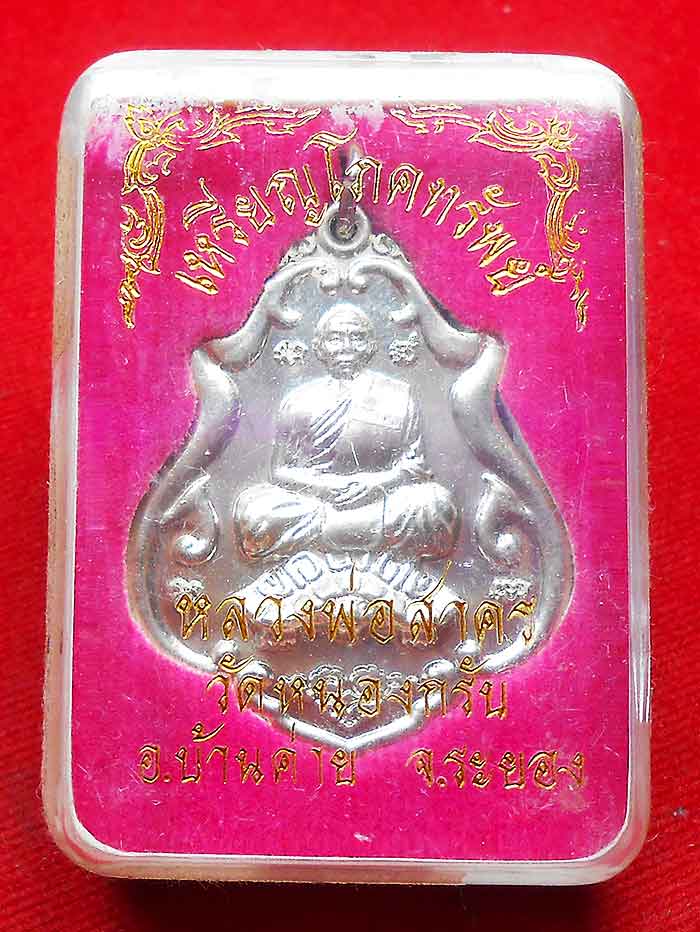 เหรียญโภคทรัพย์
หลวงพ่อสาคร
วัดหนองกรับ
อ.บ้านค่าย จ.ระยอง